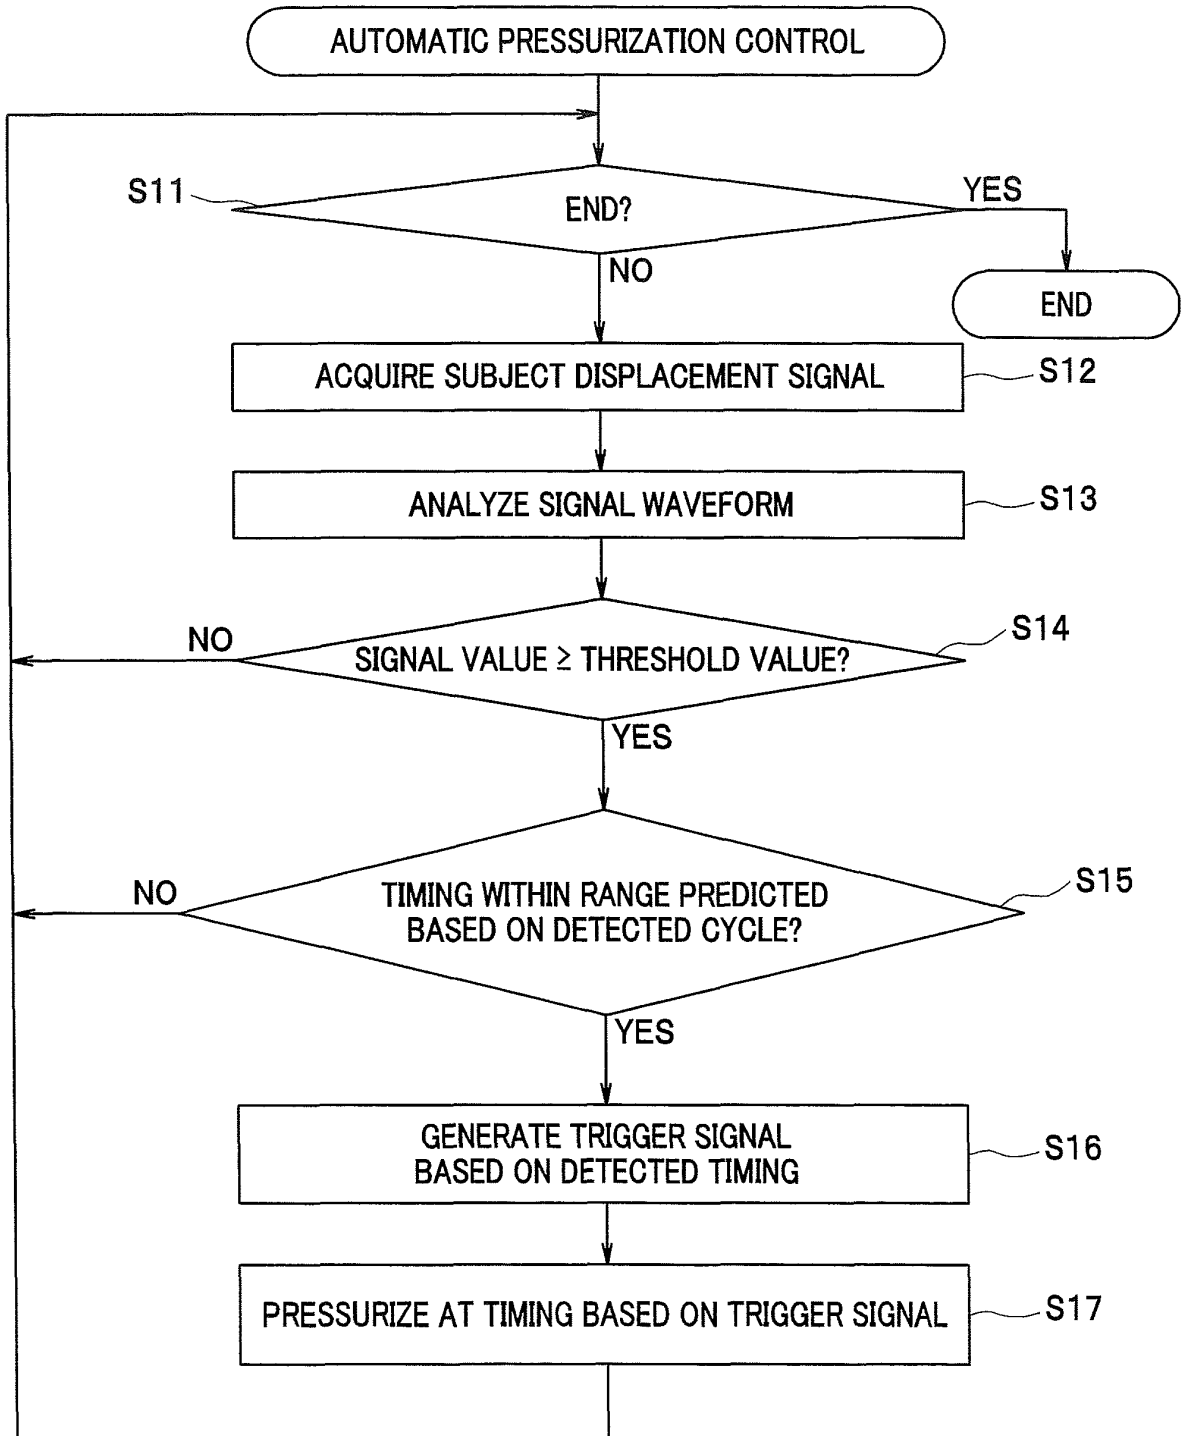 AUTOMATIC PRESSURIZATION CONTROL
S11
END?
YES
NO
END
ACQUIRE SUBJECT DISPLACEMENT SIGNAL
S12
ANALYZE SIGNAL WAVEFORM
S13
NO
SIGNAL VALUE ≥ THRESHOLD VALUE?
S14
YES
NO
TIMING WITHIN RANGE PREDICTED
BASED ON DETECTED CYCLE?
S15
YES
GENERATE TRIGGER SIGNAL
BASED ON DETECTED TIMING
S16
PRESSURIZE AT TIMING BASED ON TRIGGER SIGNAL
S17